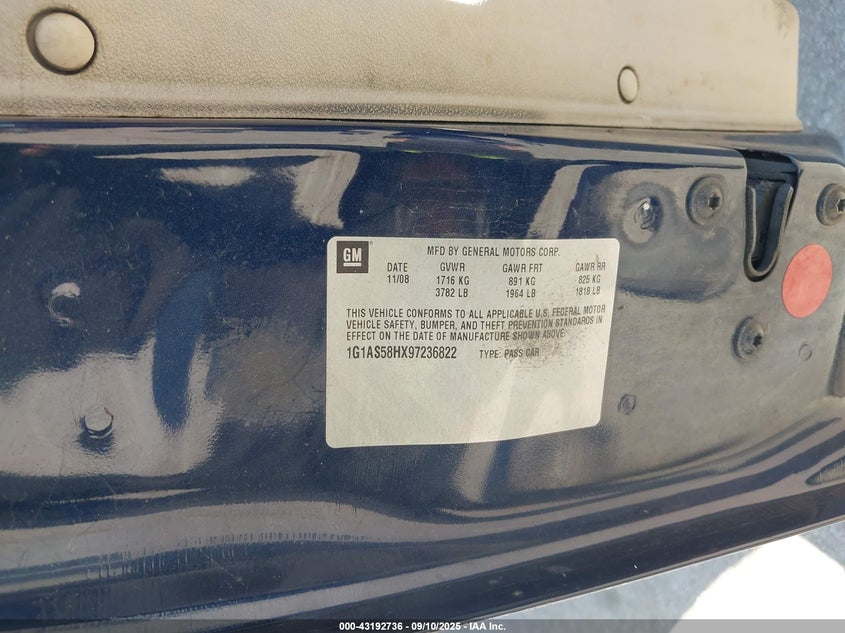 GM
MFD BY GENERAL MOTORS CORP.
DATE GVWR GAWR FRT GAWR RR
11/08 1716 KG 891 KG 825 KG
3782 LB 1964 LB 1818 LB
THIS VEHICLE CONFORMS TO ALL APPLICABLE U.S. FEDERAL MOTOR
VEHICLE SAFETY, BUMPER, AND THEFT PREVENTION STANDARDS IN
EFFECT ON THE DATE OF MANUFACTURE SHOWN ABOVE.
1G1AS58HX97236822 TYPE: PASS CAR
000-43192736 - 09/10/2025 - IAA Inc.